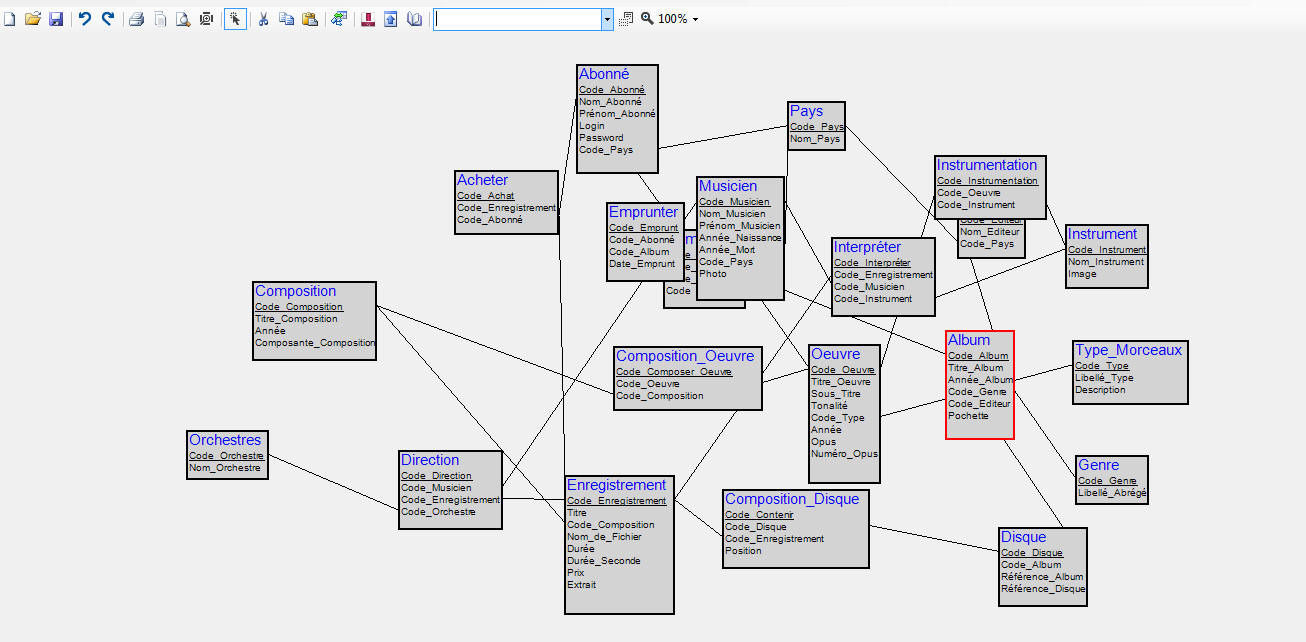 100%
Abonné
Code_Abonné
Nom_Abonné
Prénom_Abonné
Login
Password
Code_Pays
Pays
Code_Pays
Nom_Pays
Instrumentation
Code_Instrumentation
Code_Oeuvre
Code_Instrument
Code_Editeur
Nom_Editeur
Code_Pays
Acheter
Code_Achat
Code_Enregistrement
Code_Abonné
Emprunter
Code_Emprunt
Code_Abonné
Code_Album
Date_Emprunt
Musicien
Code_Musicien
Nom_Musicien
Prénom_Musicien
Année_Naissance
Année_Mort
Code_Pays
Photo
Code
Interpréter
Code_Interpréter
Code_Enregistrement
Code_Musicien
Code_Instrument
Instrument
Code_Instrument
Nom_Instrument
Image
Composition
Code_Composition
Titre_Composition
Année
Composante_Composition
Composition_Oeuvre
Code_Composer_Oeuvre
Code_Oeuvre
Code_Composition
Oeuvre
Code_Oeuvre
Titre_Oeuvre
Sous_Titre
Tonalité
Code_Type
Année
Opus
Numéro_Opus
Album
Code_Album
Titre_Album
Année_Album
Code_Genre
Code_Editeur
Pochette
Type_Morceaux
Code_Type
Libellé_Type
Description
Orchestres
Code_Orchestre
Nom_Orchestre
Direction
Code_Direction
Code_Musicien
Code_Enregistrement
Code_Orchestre
Enregistrement
Code_Enregistrement
Titre
Code_Composition
Nom_de_Fichier
Durée
Durée_Seconde
Prix
Extrait
Composition_Disque
Code_Contenir
Code_Disque
Code_Enregistrement
Position
Genre
Code_Genre
Libellé_Abrégé
Disque
Code_Disque
Code_Album
Référence_Album
Référence_Disque